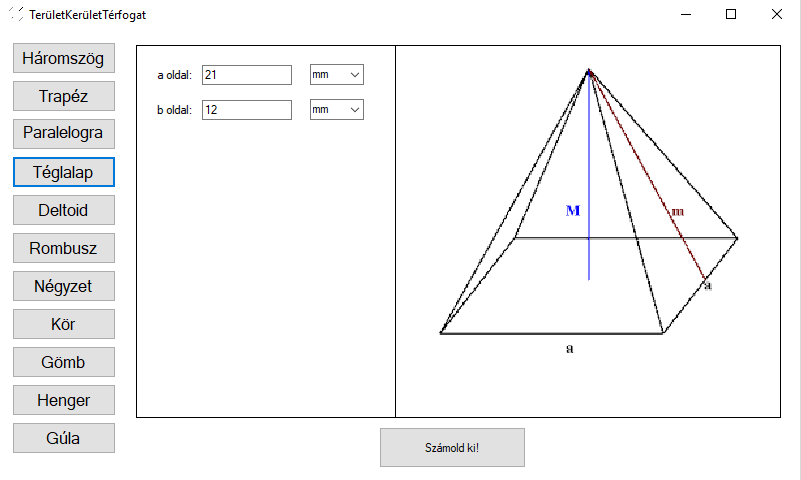 TerületKerületTérfogat
Háromszög
Trapéz
Paralelogra
Téglalap
Deltoid
Rombusz
Négyzet
Kör
Gömb
Henger
Gúla
a oldal: 21 mm
b oldal: 12 mm
M
m
a
a
Számold ki!